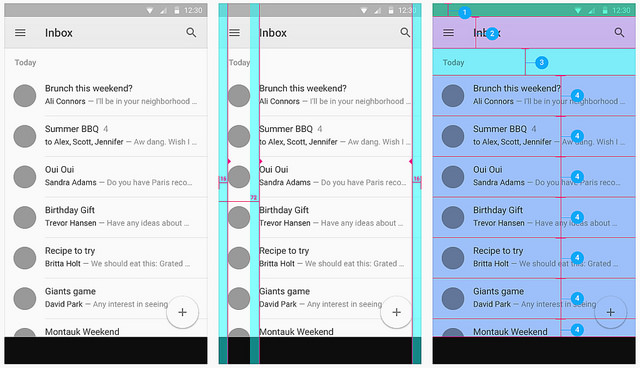 12:30
Inbox
Today
Brunch this weekend?
Ali Connors — I'll be in your neighborhood ...
Summer BBQ 4
to Alex, Scott, Jennifer — Aw dang. Wish I ...
Oui Oui
Sandra Adams — Do you have Paris reco...
Birthday Gift
Trevor Hansen — Have any ideas about ...
Recipe to try
Britta Holt — We should eat this: Grated ...
Giants game
David Park — Any interest in seeing
Montauk Weekend
+
12:30
Inbox
Today
Brunch this weekend?
Ali Connors — I'll be in your neighborhood ...
Summer BBQ 4
to Alex, Scott, Jennifer — Aw dang. Wish I ...
Oui Oui
16
Sandra Adams — Do you have Paris reco...
16
72
Birthday Gift
Trevor Hansen — Have any ideas about ...
Recipe to try
Britta Holt — We should eat this: Grated ...
Giants game
David Park — Any interest in seeing
Montauk Weekend
+
1
12:30
Inbox
2
Today
3
Brunch this weekend?
4
Ali Connors — I'll be in your neighborhood ...
Summer BBQ 4
4
to Alex, Scott, Jennifer — Aw dang. Wish I ...
Oui Oui
4
Sandra Adams — Do you have Paris reco...
Birthday Gift
4
Trevor Hansen — Have any ideas about ...
Recipe to try
4
Britta Holt — We should eat this: Grated ...
Giants game
4
David Park — Any interest in seeing
Montauk Weekend
4
+